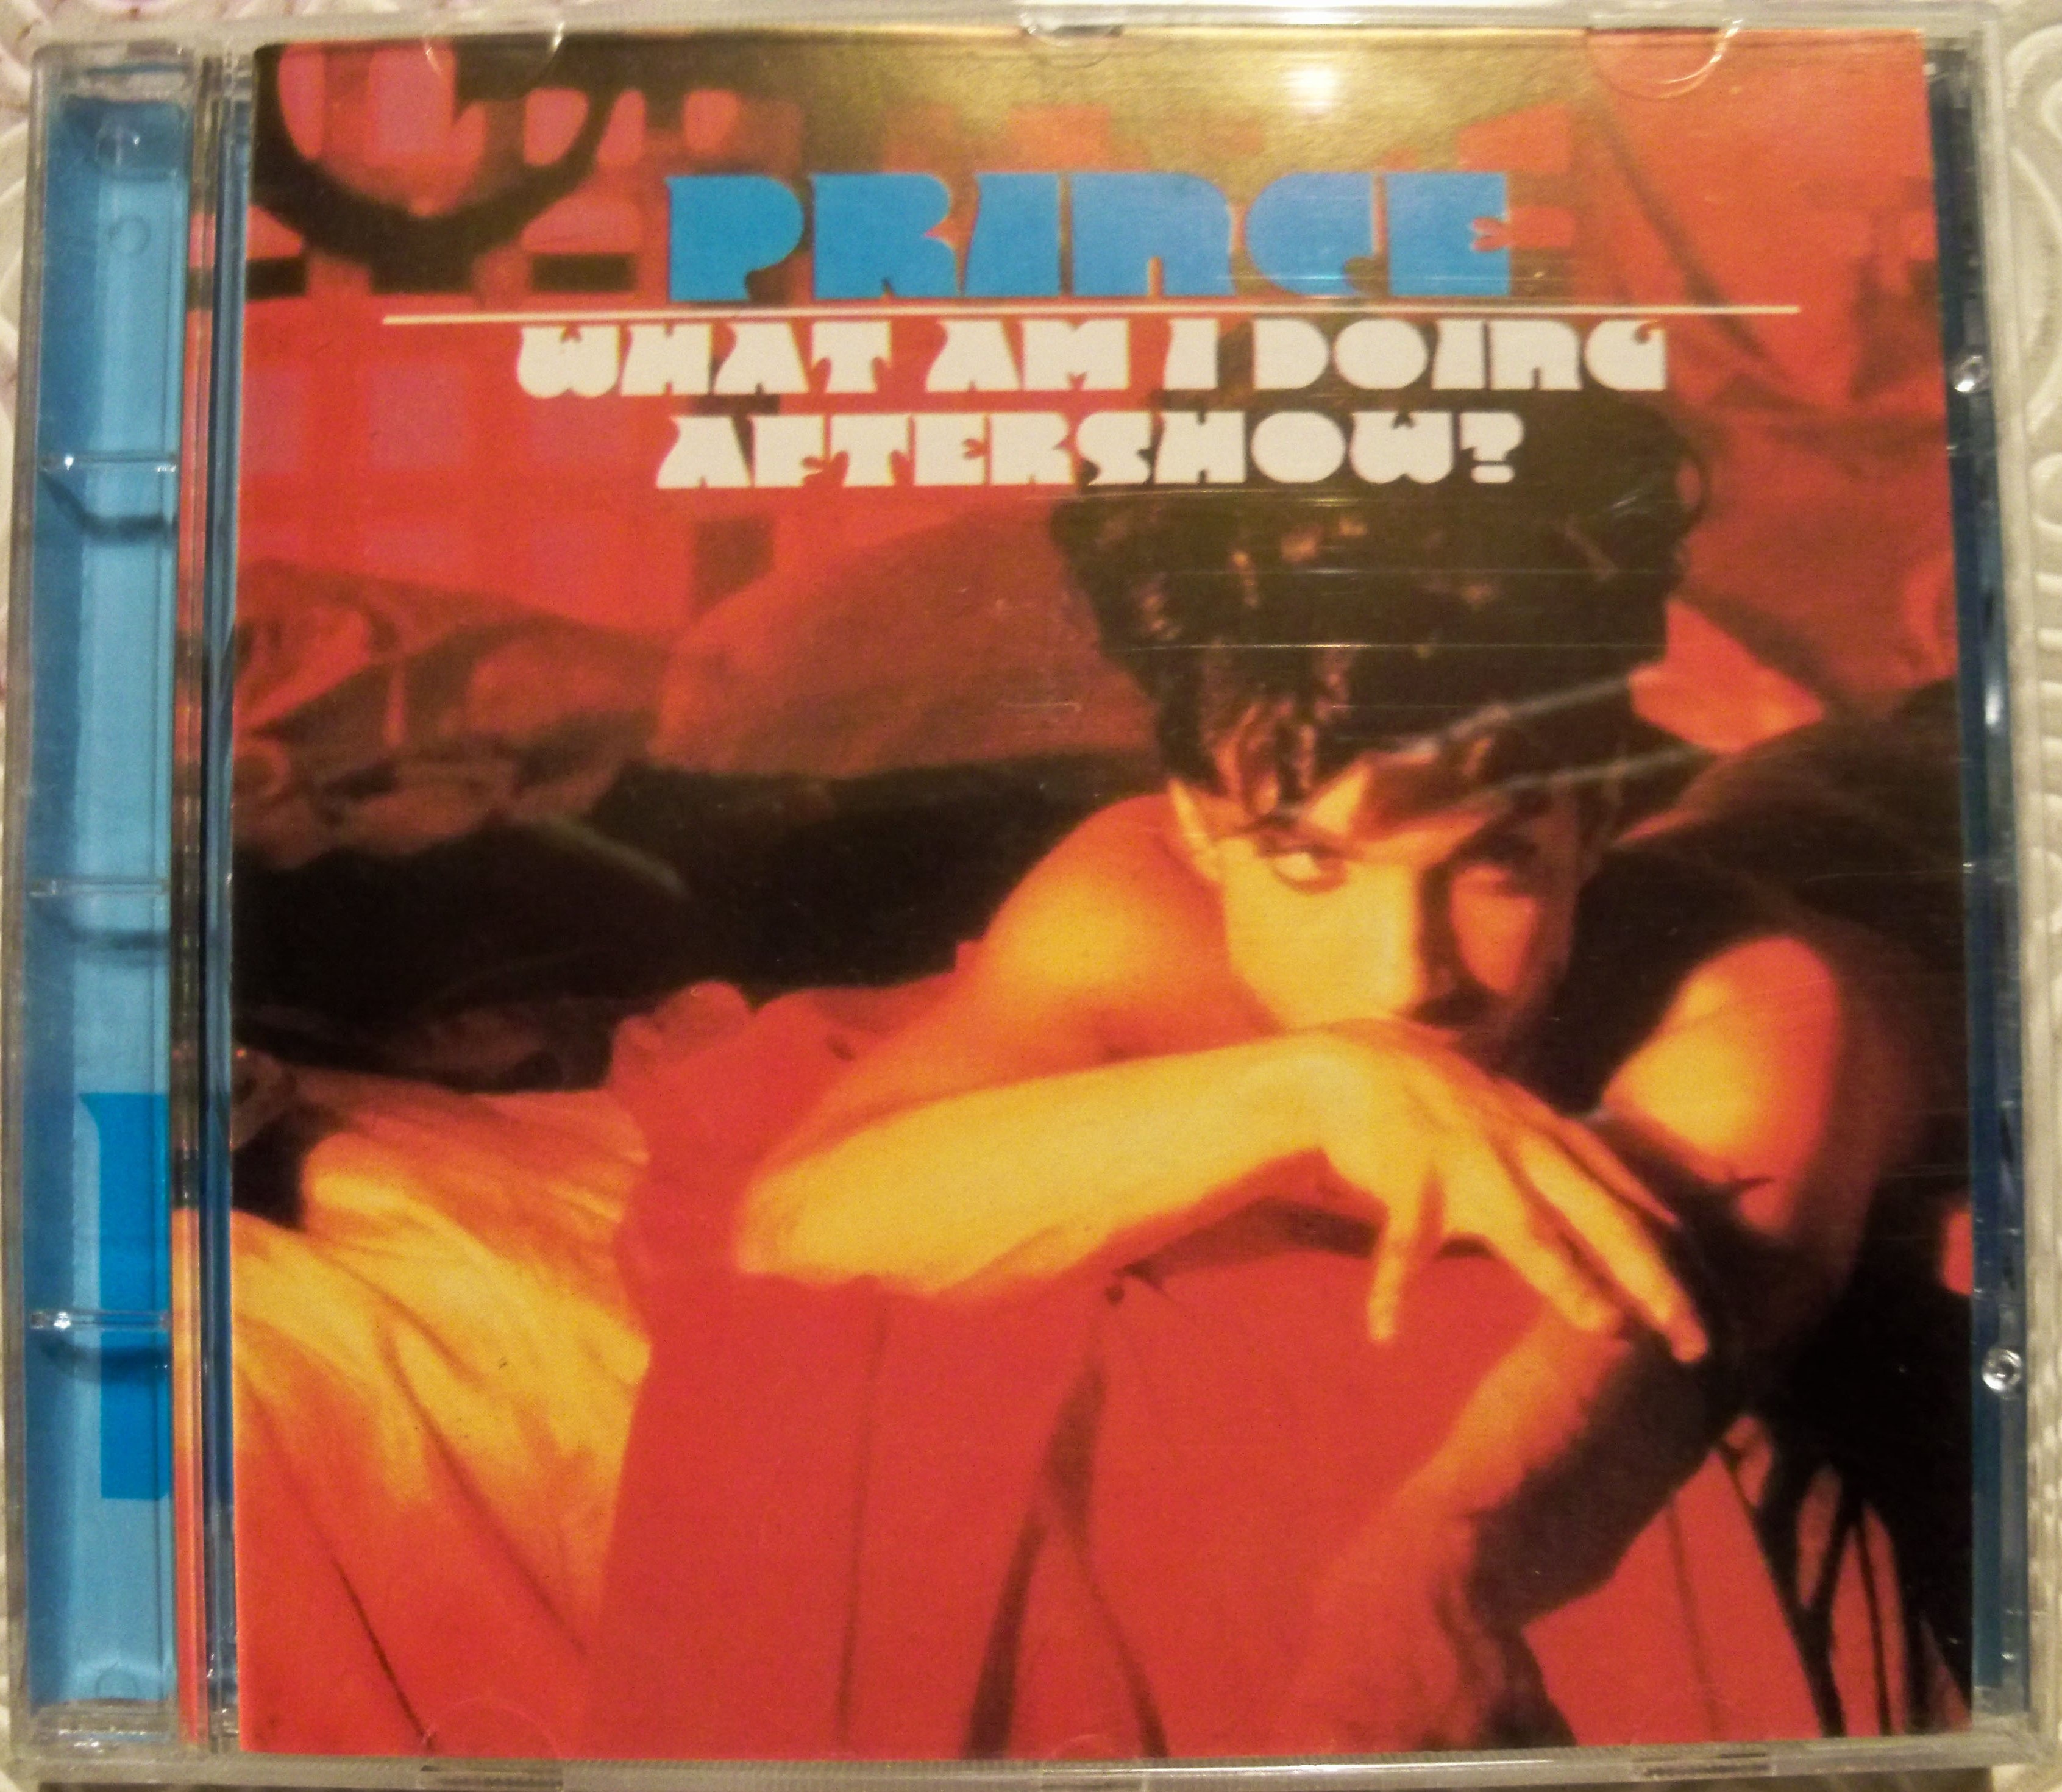 PRINCE
WHAT AM I DOING
AFTERSHOW?